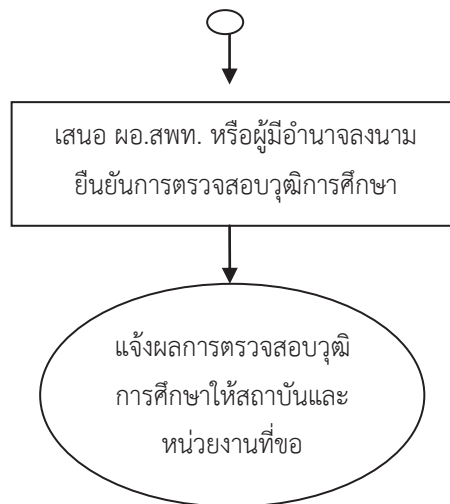 เสนอ ผอ.สพท. หรือผู้มีอำนาจลงนาม
ยืนยันการตรวจสอบวุฒิการศึกษา
แจ้งผลการตรวจสอบวุฒิ
การศึกษาให้สถาบันและ
หน่วยงานที่ขอ